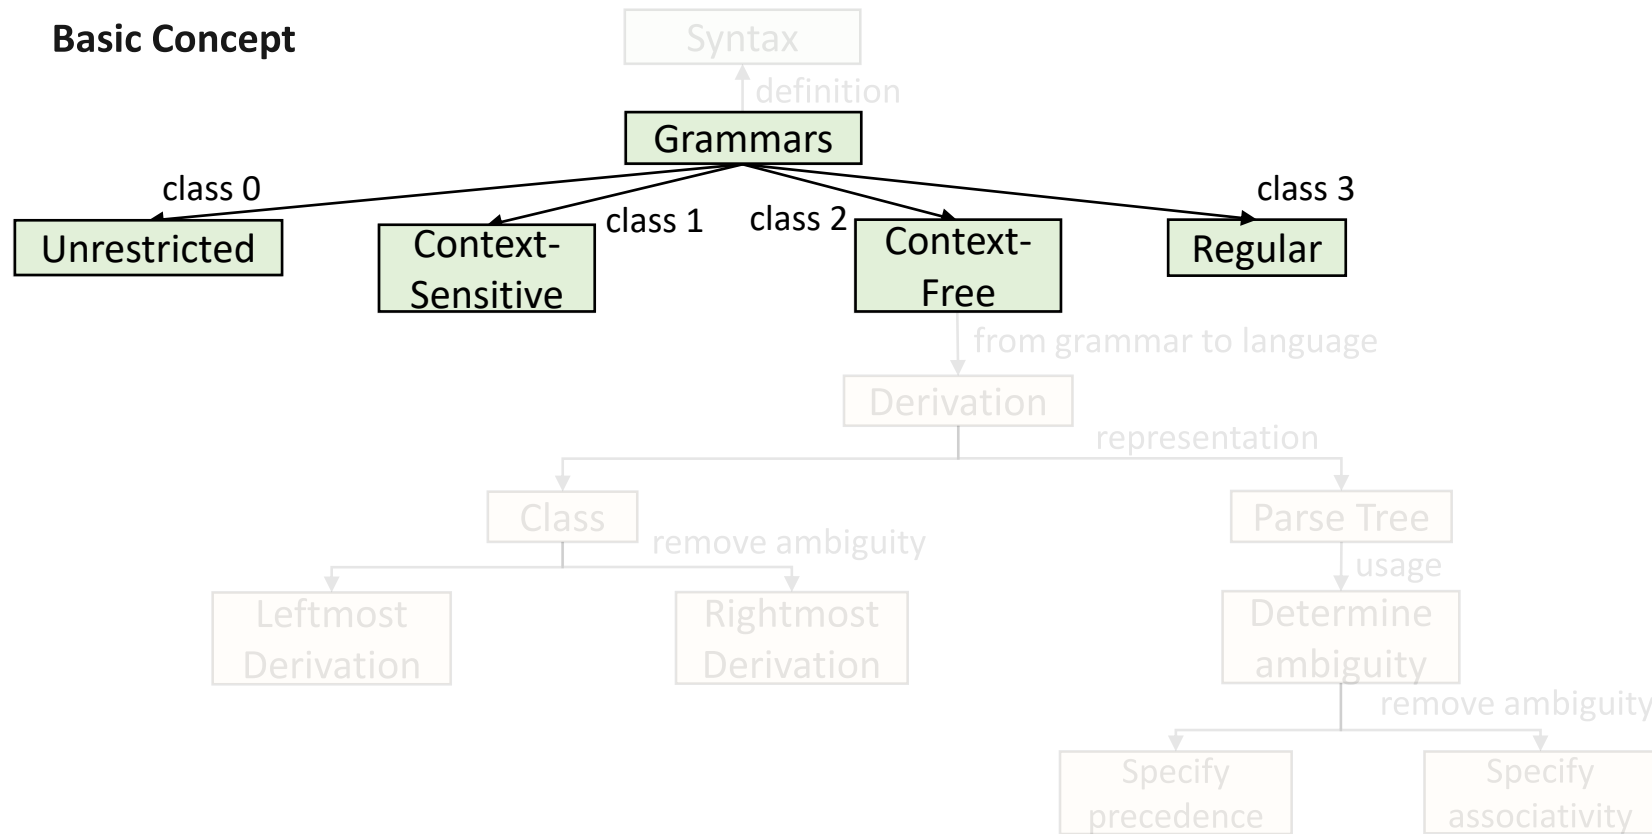 Basic Concept
Syntax
definition
Grammars
class 0
class 1
class 2
class 3
Unrestricted
Context-
Sensitive
Context-
Free
Regular
from grammar to language
Derivation
representation
Class
Parse Tree
remove ambiguity
usage
Leftmost
Derivation
Rightmost
Derivation
Determine
ambiguity
remove ambiguity
Specify
precedence
Specify
associativity